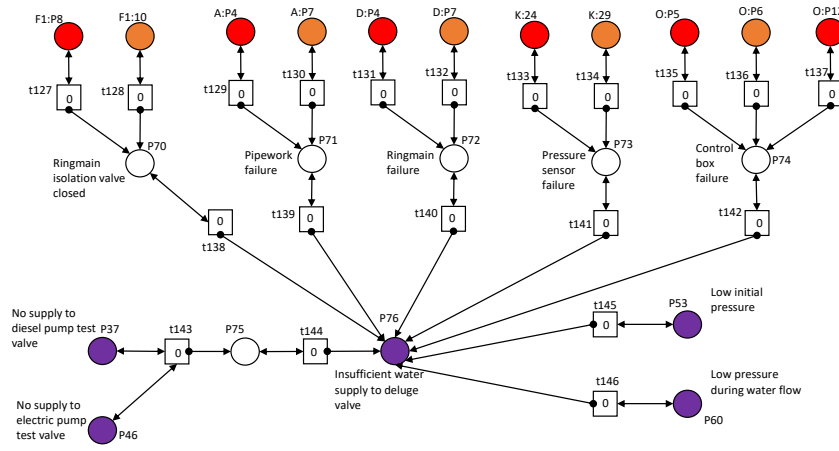 F1:P8
F1:10
A:P4
A:P7
D:P4
D:P7
K:24
K:29
O:P5
O:P6
O:P12
t127
0
t128
0
t129
0
t130
0
t131
0
t132
0
t133
0
t134
0
t135
0
t136
0
t137
0
P70
Ringmain
isolation valve
closed
P71
Pipework
failure
P72
Ringmain
failure
P73
Pressure
sensor
failure
P74
Control
box
failure
0
t138
t139
0
t140
0
t141
0
t142
0
No supply to
diesel pump test
valve
P37
t143
0
P75
t144
0
P76
Insufficient water
supply to deluge
valve
t145
0
P53
Low initial
pressure
No supply to
electric pump
test valve
P46
t146
0
Low pressure
during water flow
P60